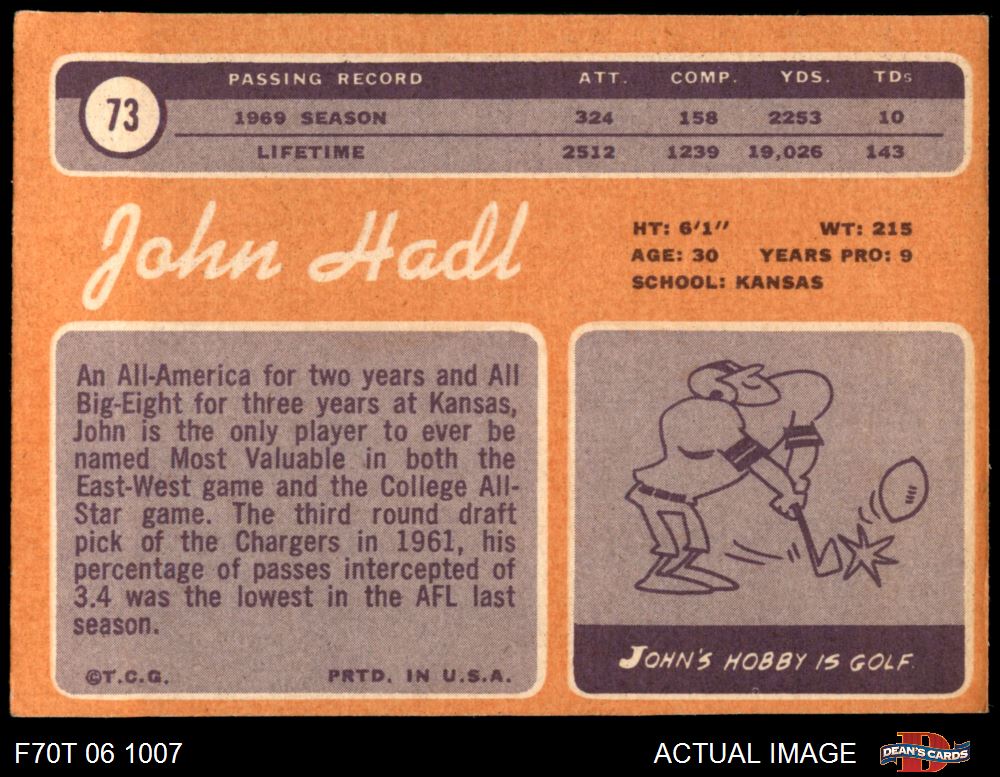 73
PASSING RECORD ATT. COMP. YDS. TDs
1969 SEASON 324 158 2253 10
LIFETIME 2512 1239 19,026 143
John Hadl
HT: 6'1" WT: 215
AGE: 30 YEARS PRO: 9
SCHOOL: KANSAS
An All-America for two years and All
Big-Eight for three years at Kansas,
John is the only player to ever be
named Most Valuable in both the
East-West game and the College All-
Star game. The third round draft
pick of the Chargers in 1961, his
percentage of passes intercepted of
3.4 was the lowest in the AFL last
season.
©T.C.G. PRTD. IN U.S.A.
JOHN'S HOBBY IS GOLF.
F70T 06 1007 ACTUAL IMAGE
D
DEAN'S CARDS